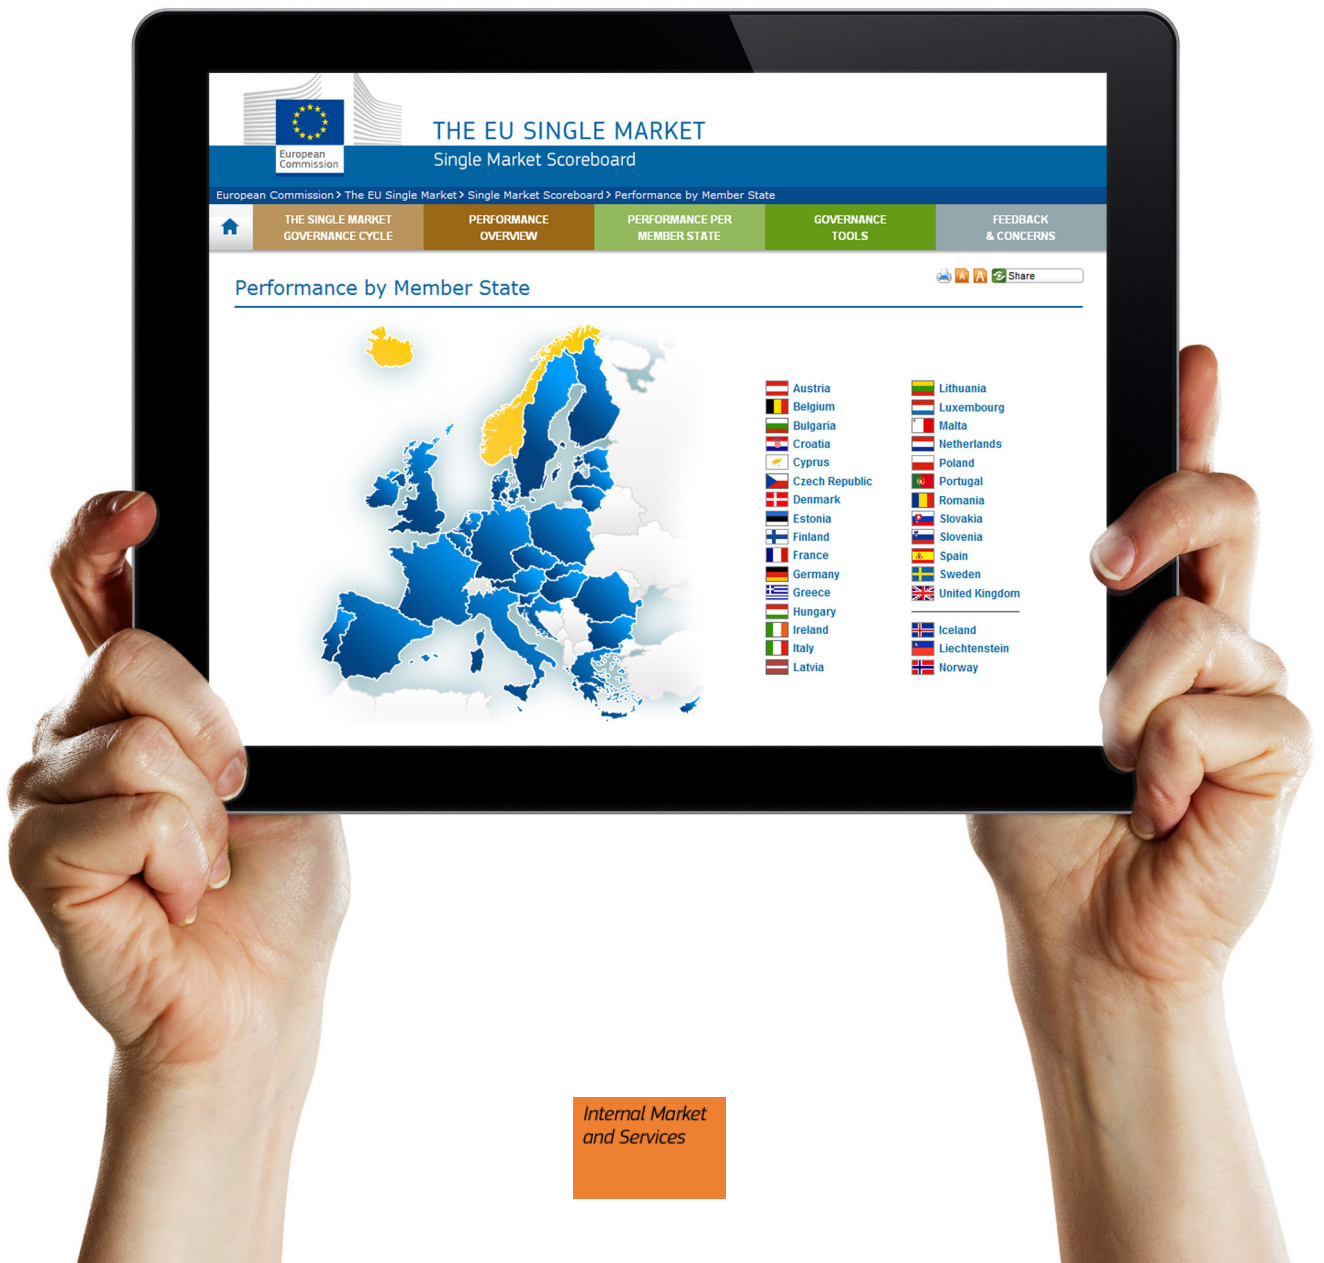 European
Commission
THE EU SINGLE MARKET
Single Market Scoreboard
European Commission > The EU Single Market > Single Market Scoreboard > Performance by Member State
THE SINGLE MARKET
GOVERNANCE CYCLE
PERFORMANCE
OVERVIEW
PERFORMANCE PER
MEMBER STATE
GOVERNANCE
TOOLS
FEEDBACK
& CONCERNS
A
A
Share
Performance by Member State
Austria
Belgium
Bulgaria
Croatia
Cyprus
Czech Republic
Denmark
Estonia
Finland
France
Germany
Greece
Hungary
Ireland
Italy
Latvia
Lithuania
Luxembourg
Malta
Netherlands
Poland
Portugal
Romania
Slovakia
Slovenia
Spain
Sweden
United Kingdom
Iceland
Liechtenstein
Norway
Internal Market
and Services